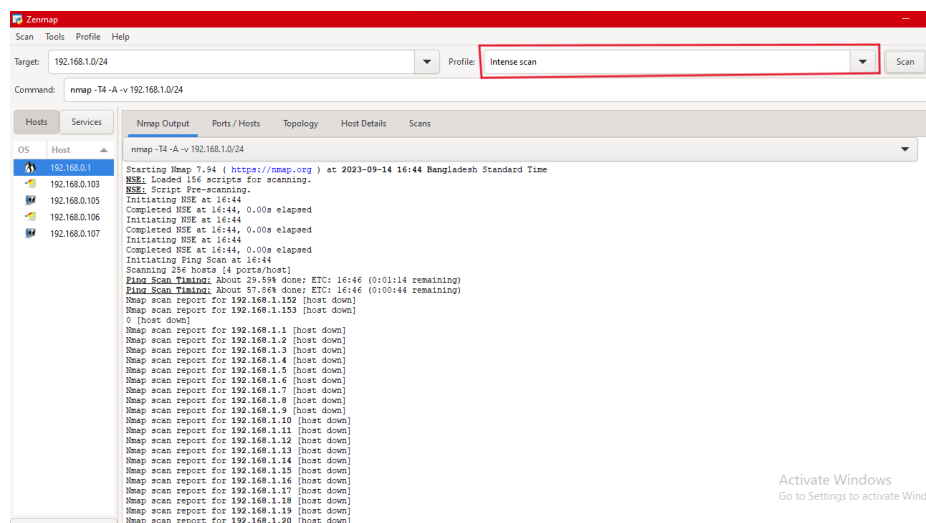 Zenmap
Scan Tools Profile Help
Target: 192.168.1.0/24 Profile: Intense scan Scan
Command: nmap -T4 -A -v 192.168.1.0/24
Hosts Services Nmap Output Ports / Hosts Topology Host Details Scans
OS Host nmap -T4 -A -v 192.168.1.0/24
192.168.0.1
192.168.0.103
192.168.0.105
192.168.0.106
192.168.0.107
Starting Nmap 7.94 ( https://nmap.org ) at 2023-09-14 16:44 Bangladesh Standard Time
NSE: Loaded 156 scripts for scanning.
NSE: Script Pre-scanning.
Initiating NSE at 16:44
Completed NSE at 16:44, 0.00s elapsed
Initiating NSE at 16:44
Completed NSE at 16:44, 0.00s elapsed
Initiating NSE at 16:44
Completed NSE at 16:44, 0.00s elapsed
Initiating Ping Scan at 16:44
Scanning 256 hosts [4 ports/host]
Ping Scan Timing: About 29.59% done; ETC: 16:46 (0:01:14 remaining)
Ping Scan Timing: About 57.86% done; ETC: 16:46 (0:00:44 remaining)
Nmap scan report for 192.168.1.152 [host down]
Nmap scan report for 192.168.1.153 [host down]
0 [host down]
Nmap scan report for 192.168.1.1 [host down]
Nmap scan report for 192.168.1.2 [host down]
Nmap scan report for 192.168.1.3 [host down]
Nmap scan report for 192.168.1.4 [host down]
Nmap scan report for 192.168.1.5 [host down]
Nmap scan report for 192.168.1.6 [host down]
Nmap scan report for 192.168.1.7 [host down]
Nmap scan report for 192.168.1.8 [host down]
Nmap scan report for 192.168.1.9 [host down]
Nmap scan report for 192.168.1.10 [host down]
Nmap scan report for 192.168.1.11 [host down]
Nmap scan report for 192.168.1.12 [host down]
Nmap scan report for 192.168.1.13 [host down]
Nmap scan report for 192.168.1.14 [host down]
Nmap scan report for 192.168.1.15 [host down]
Nmap scan report for 192.168.1.16 [host down]
Nmap scan report for 192.168.1.17 [host down]
Nmap scan report for 192.168.1.18 [host down]
Nmap scan report for 192.168.1.19 [host down]
Nmap scan report for 192.168.1.20 [host down]
Activate Windows
Go to Settings to activate Wind